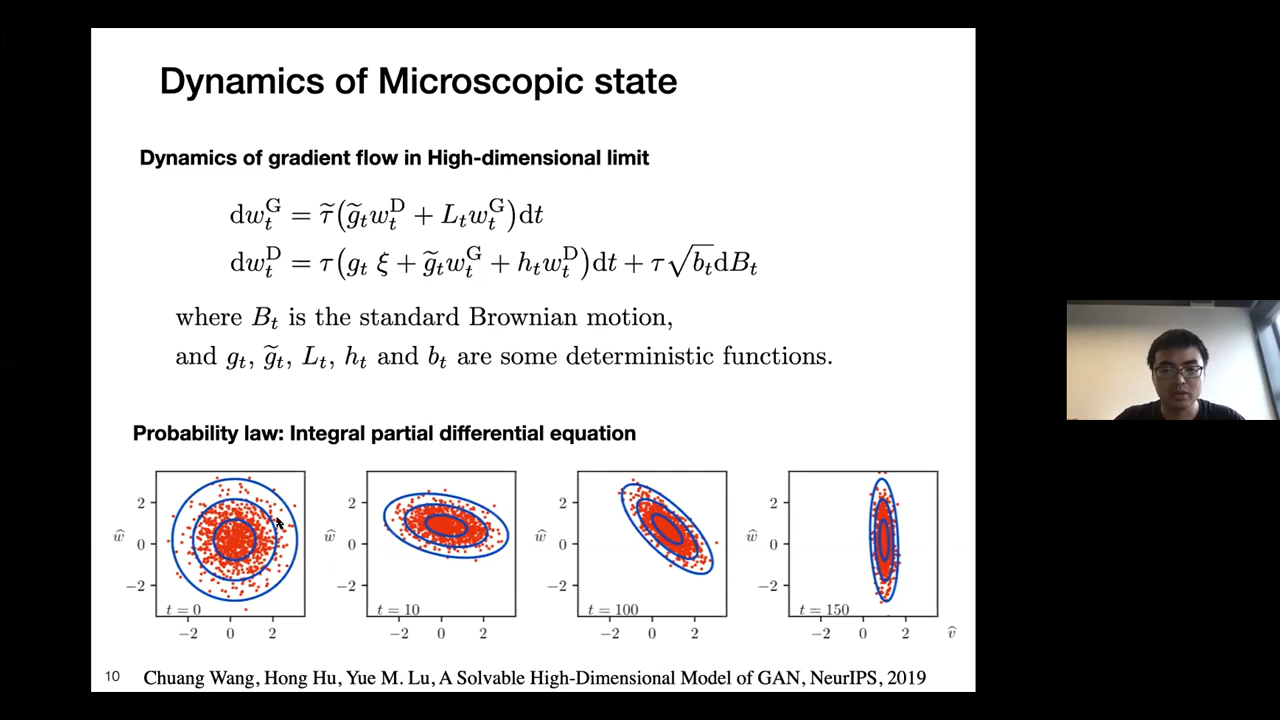 Dynamics of Microscopic state
Dynamics of gradient flow in High-dimensional limit
dw_t^G = τ̃(g̃_t w_t^D + L_t w_t^G)dt
dw_t^D = τ(g_t ξ + g̃_t w_t^G + h_t w_t^D)dt + τ√b_t dB_t
where B_t is the standard Brownian motion,
and g_t, g̃_t, L_t, h_t and b_t are some deterministic functions.
Probability law: Integral partial differential equation
2 2 2 2
ŵ 0 ŵ 0 ŵ 0 ŵ 0
−2 −2 −2 −2
t = 0 t = 10 t = 100 t = 150
−2 0 2 −2 0 2 −2 0 2 −2 0 2 v̂
10 Chuang Wang, Hong Hu, Yue M. Lu, A Solvable High-Dimensional Model of GAN, NeurIPS, 2019